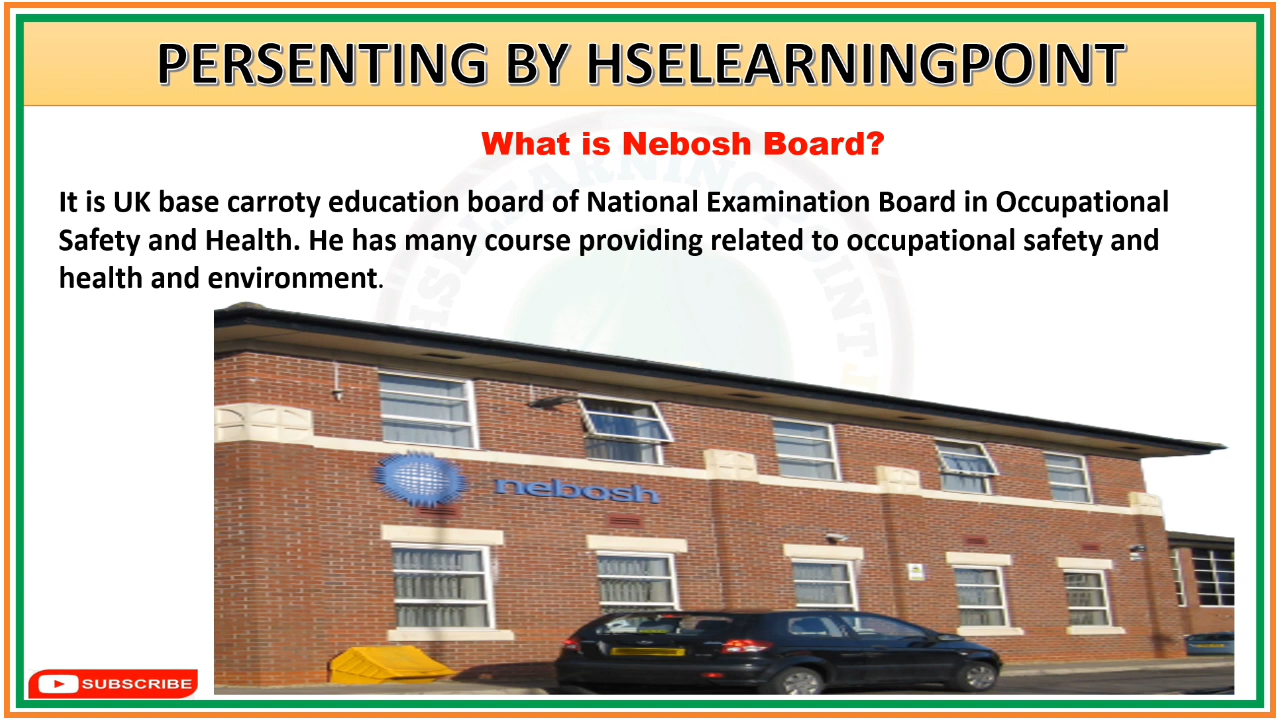 PERSENTING BY HSELEARNINGPOINT
What is Nebosh Board?
It is UK base carroty education board of National Examination Board in Occupational
Safety and Health. He has many course providing related to occupational safety and
health and environment.
HSELEARNINGPOINT
nebosh
SUBSCRIBE